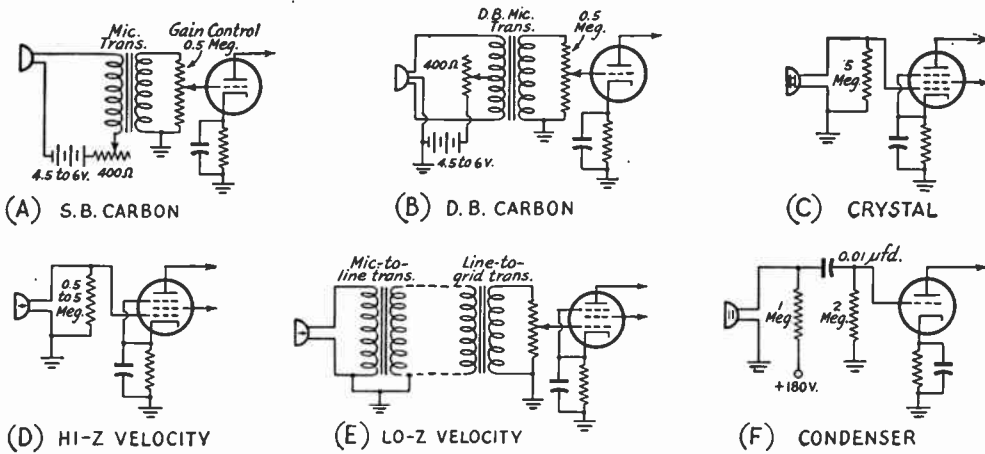 Mic. Trans.
Gain Control
0.5 Meg.
4.5 to 6v.
400Ω
(A) S.B. CARBON
D.B. Mic. Trans.
0.5 Meg.
400Ω
4.5 to 6v.
(B) D.B. CARBON
5 Meg.
(C) CRYSTAL
0.5 to 5 Meg.
(D) HI-Z VELOCITY
Mic-to-line trans.
Line-to-grid trans.
(E) LO-Z VELOCITY
0.01 µfd.
1 Meg
2 Meg.
+180V.
(F) CONDENSER